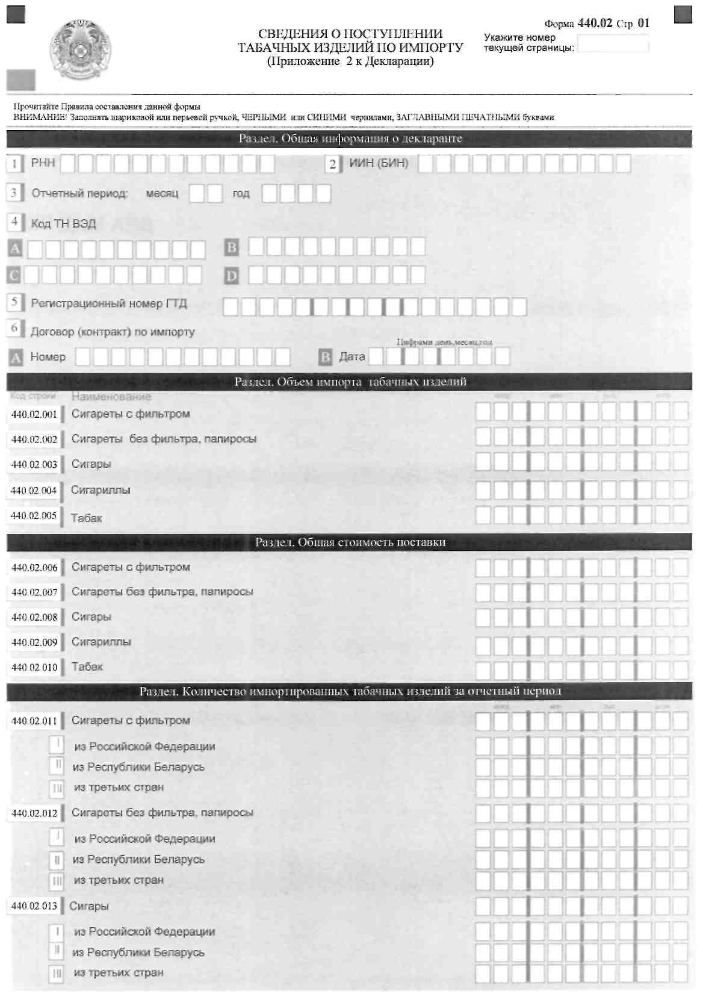 Форма 440.02 Стр 01
СВЕДЕНИЯ О ПОСТУПЛЕНИИ
ТАБАЧНЫХ ИЗДЕЛИЙ ПО ИМПОРТУ
(Приложение 2 к Декларации)
Укажите номер
текущей страницы:
Прочитайте Правила составления данной формы
ВНИМАНИЕ! Заполнять шариковой или перьевой ручкой, ЧЕРНЫМИ или СИНИМИ чернилами, ЗАГЛАВНЫМИ ПЕЧАТНЫМИ буквами.
Раздел. Общая информация о декларанте
1 РНН 2 ИИН (БИН)
3 Отчетный период: месяц год
4 Код ТН ВЭД
A B
C D
5 Регистрационный номер ГТД
6 Договор (контракт) по импорту
Цифрами день,месяц,год
A Номер B Дата
Раздел. Объем импорта табачных изделий
Код строки Наименование
440.02.001 Сигареты с фильтром
440.02.002 Сигареты без фильтра, папиросы
440 02.003 Сигары
440 02.004 Сигариллы
440.02.005 Табак
Раздел. Общая стоимость поставки
440.02.006 Сигареты с фильтром
440.02.007 Сигареты без фильтра, папиросы
440.02.008 Сигары
440.02.009 Сигариллы
440 02 010 Табак
Раздел. Количество импортированных табачных изделий за отчетный период
440.02.011 Сигареты с фильтром
I из Российской Федерации
II из Республики Беларусь
III из третьих стран
440.02.012 Сигареты без фильтра, папиросы
I из Российской Федерации
II из Республики Беларусь
III из третьих стран
440 02 013 Сигары
I из Российской Федерации
II из Республики Беларусь
III из третьих стран